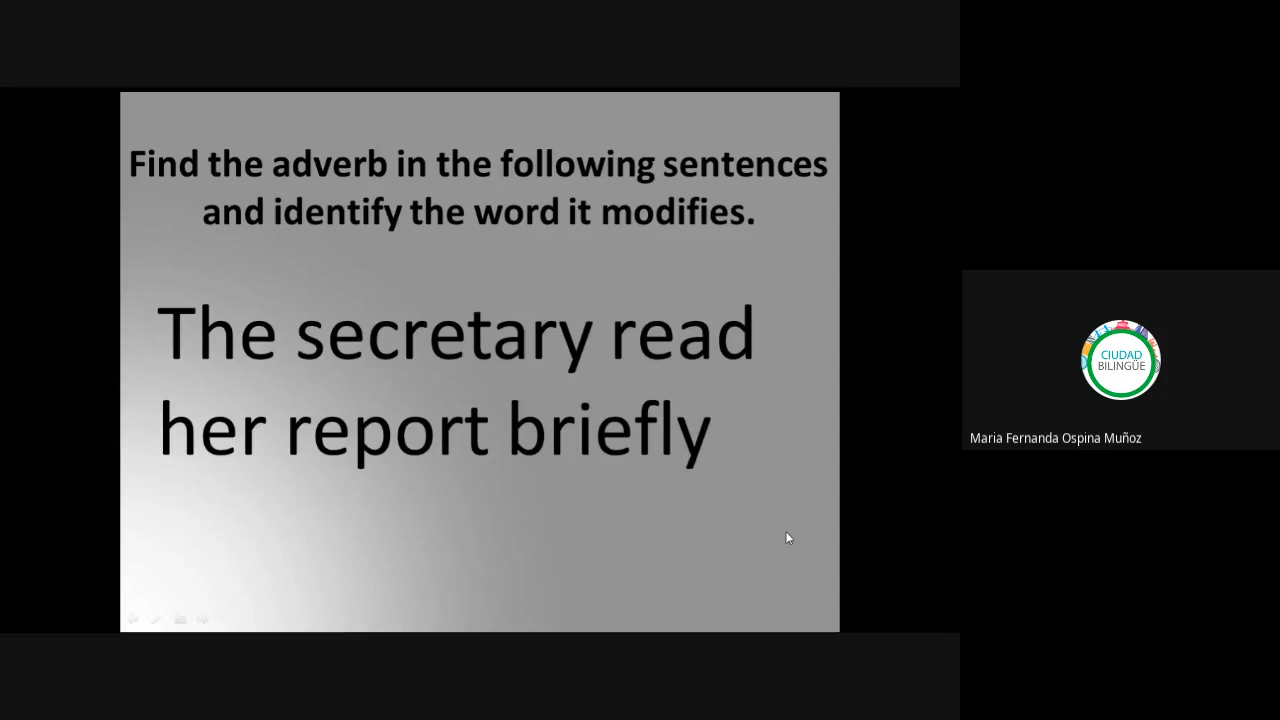 Find the adverb in the following sentences
and identify the word it modifies.
The secretary read
her report briefly
CIUDAD
BILINGÜE
Maria Fernanda Ospina Muñoz